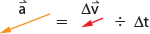 a⃗ = Δv⃗ ÷ Δt